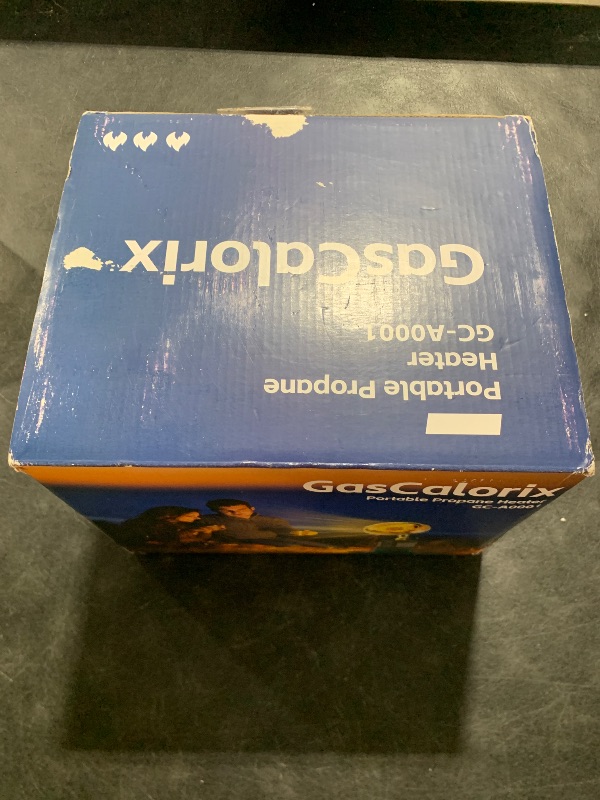 GasCalorix
GC-A0001
Heater
Portable Propane
GasCalorix
Portable Propane Heater
GC-A0001